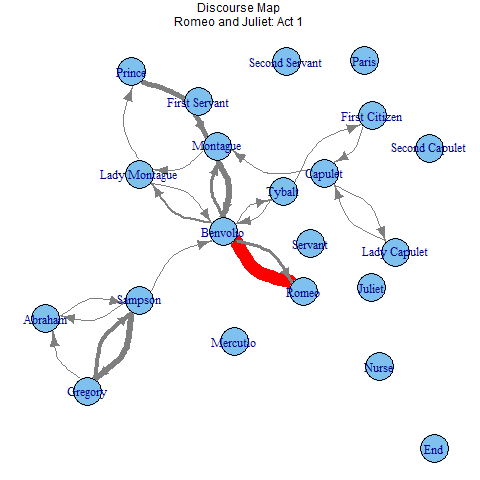 Discourse Map
Romeo and Juliet: Act 1
Second Servant
Paris
Prince
First Servant
First Citizen
Montague
Second Capulet
Lady Montague
Capulet
Tybalt
Benvolio
Servant
Lady Capulet
Romeo
Juliet
Sampson
Abraham
Mercutio
Nurse
Gregory
End